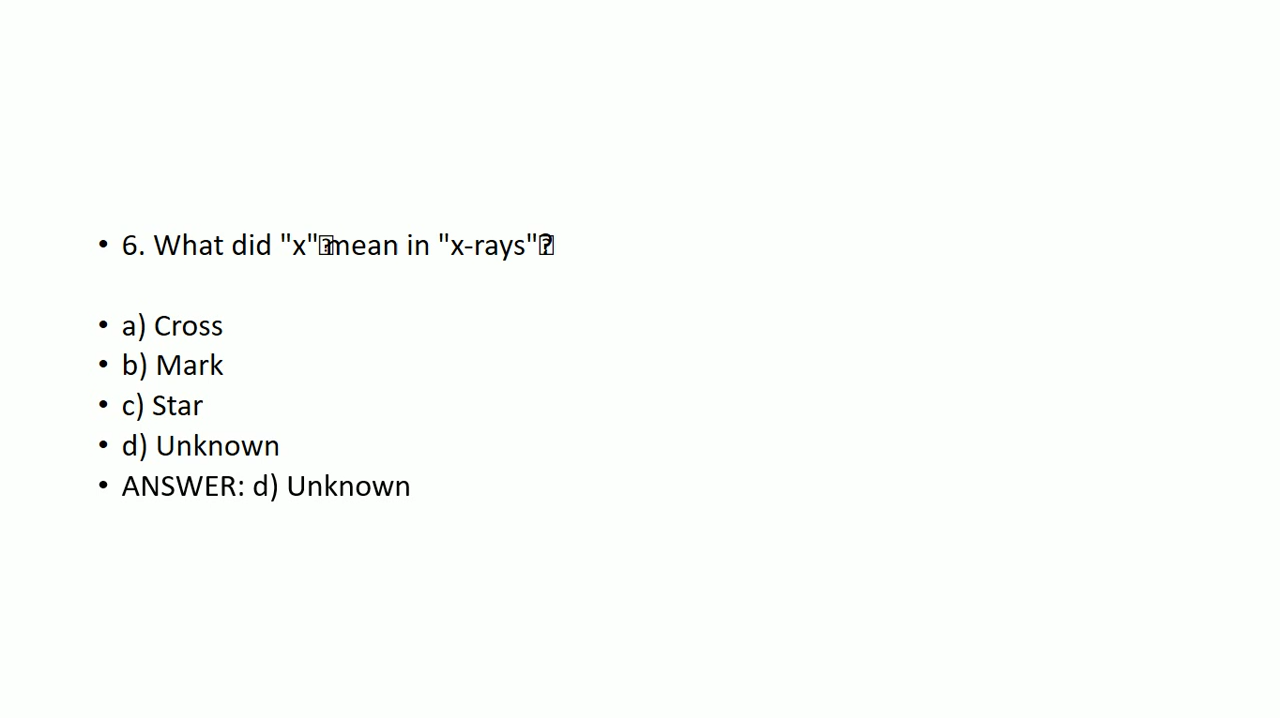 • 6. What did "x" mean in "x-rays"?
• a) Cross
• b) Mark
• c) Star
• d) Unknown
• ANSWER: d) Unknown